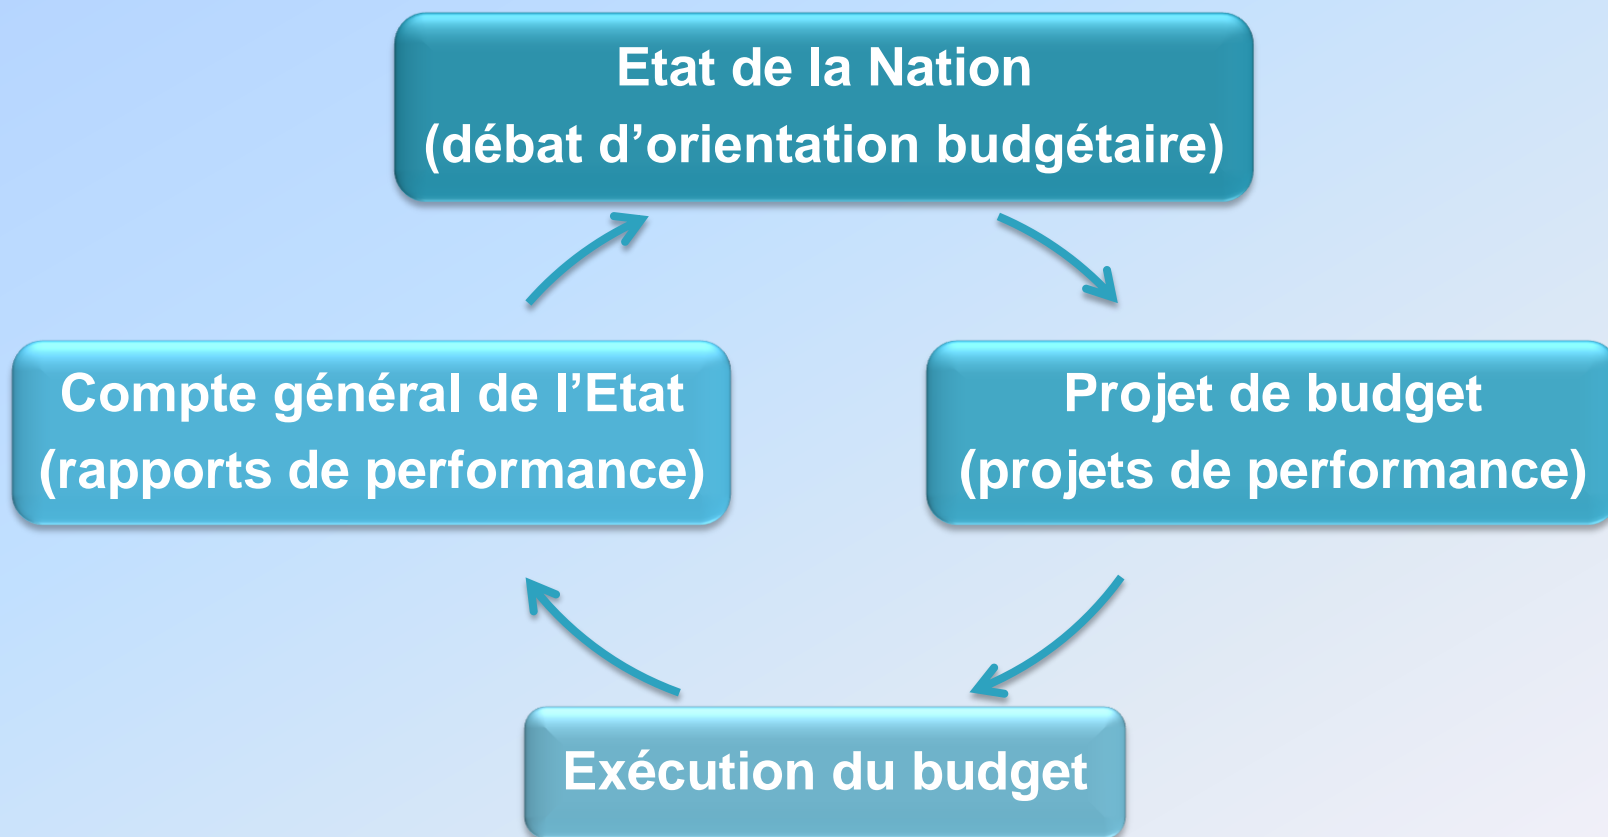 Etat de la Nation
(débat d’orientation budgétaire)
Compte général de l’Etat
(rapports de performance)
Projet de budget
(projets de performance)
Exécution du budget